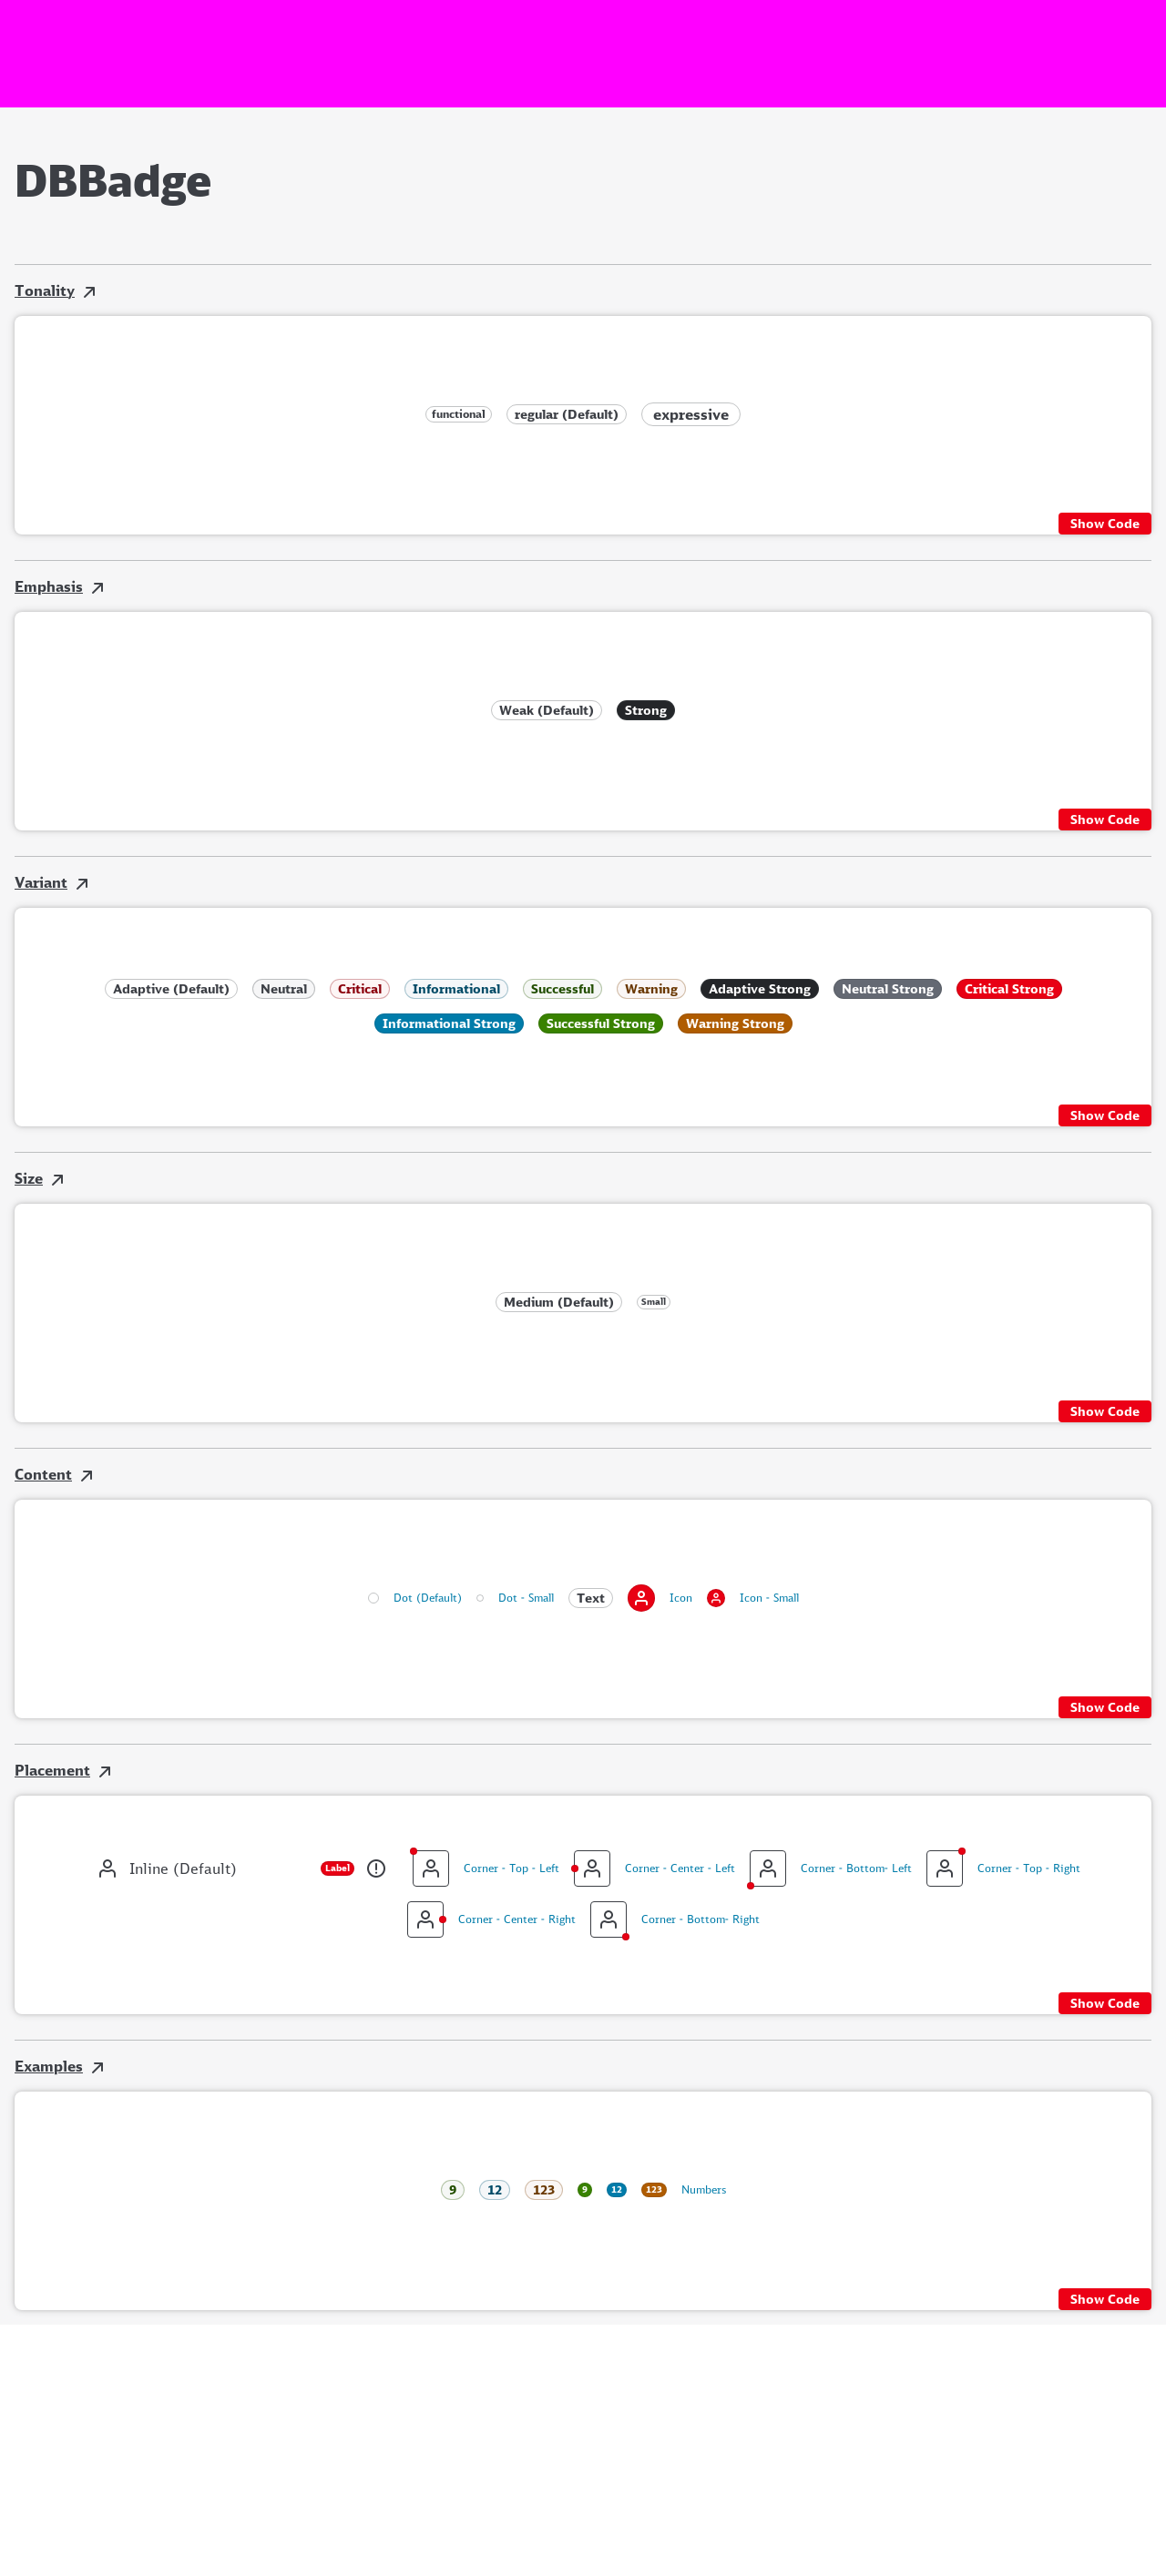 DBBadge
Tonality
functional regular (Default) expressive
Show Code
Emphasis
Weak (Default) Strong
Show Code
Variant
Adaptive (Default) Neutral Critical Informational Successful Warning Adaptive Strong Neutral Strong Critical Strong
Informational Strong Successful Strong Warning Strong
Show Code
Size
Medium (Default) Small
Show Code
Content
Dot (Default) Dot - Small Text Icon Icon - Small
Show Code
Placement
Inline (Default) Label Corner - Top - Left Corner - Center - Left Corner - Bottom- Left Corner - Top - Right
Corner - Center - Right Corner - Bottom- Right
Show Code
Examples
9 12 123 9 12 123 Numbers
Show Code